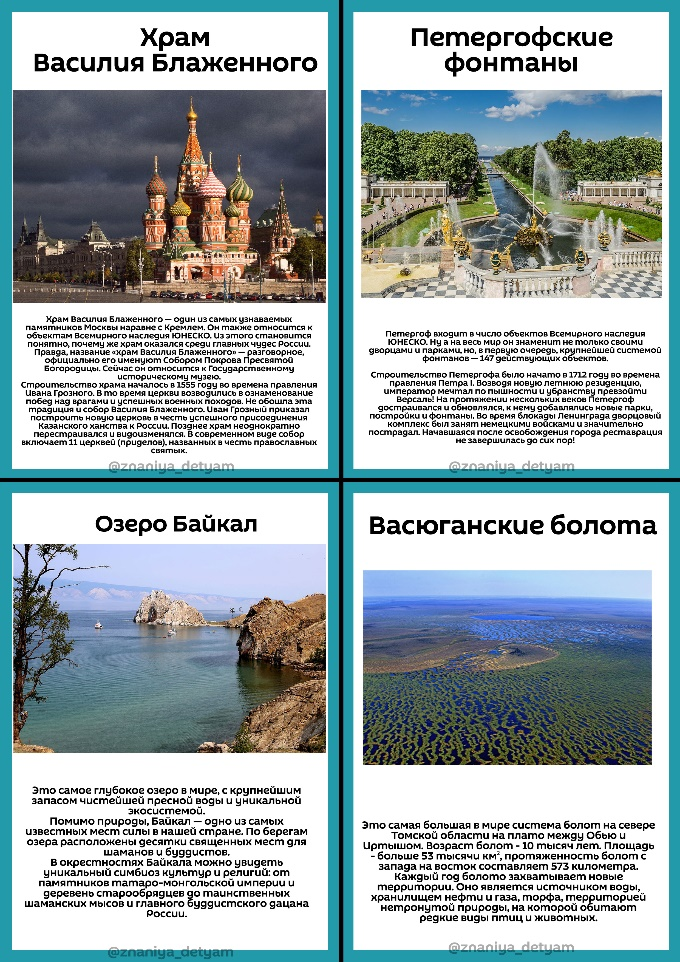 Храм
Василия Блаженного
Храм Василия Блаженного — один из самых узнаваемых
памятников Москвы наравне с Кремлем. Он также относится к
объектам Всемирного наследия ЮНЕСКО. Из этого становится
понятно, почему же храм оказался среди главных чудес России.
Правда, название «храм Василия Блаженного» — разговорное,
официально его именуют Собором Покрова Пресвятой
Богородицы. Сейчас он относится к Государственному
историческому музею.
Строительство храма началось в 1555 году во времена правления
Ивана Грозного. В то время церкви возводились в ознаменование
побед над врагами и успешных военных походов. Не обошла эта
традиция и собор Василия Блаженного. Иван Грозный приказал
построить новую церковь в честь успешного присоединения
Казанского ханства к России. Позднее храм неоднократно
перестраивался и видоизменялся. В современном виде собор
включает 11 церквей (приделов), названных в честь православных
святых.
@znaniya_detyam
Петергофские
фонтаны
Петергоф входит в число объектов Всемирного наследия
ЮНЕСКО. Ну а на весь мир он знаменит не только своими
дворцами и парками, но, в первую очередь, крупнейшей системой
фонтанов — 147 действующих объектов.
Строительство Петергофа было начато в 1712 году во времена
правления Петра I. Возводя новую летнюю резиденцию,
император мечтал по пышности и убранству превзойти
Версаль! На протяжении нескольких веков Петергоф
достраивался и обновлялся, к нему добавлялись новые парки,
постройки и фонтаны. Во время блокады Ленинграда дворцовый
комплекс был занят немецкими войсками и значительно
пострадал. Начавшаяся после освобождения города реставрация
не завершилась до сих пор!
@znaniya_detyam
Озеро Байкал
Это самое глубокое озеро в мире, с крупнейшим
запасом чистейшей пресной воды и уникальной
экосистемой.
Помимо природы, Байкал — одно из самых
известных мест силы в нашей стране. По берегам
озера расположены десятки священных мест для
шаманов и буддистов.
В окрестностях Байкала можно увидеть
уникальный симбиоз культур и религий: от
памятников татаро-монгольской империи и
деревень старообрядцев до таинственных
шаманских мысов и главного буддистского дацана
России.
@znaniya_detyam
Васюганские болота
Это самая большая в мире система болот на севере
Томской области на плато между Обью и
Иртышом. Возраст болот - 10 тысяч лет. Площадь
- больше 53 тысячи км², протяженность болот с
запада на восток составляет 573 километра.
Каждый год болото захватывает новые
территории. Оно является источником воды,
хранилищем нефти и газа, торфа, территорией
нетронутой природы, на которой обитают
редкие виды птиц и животных.
@znaniya_detyam